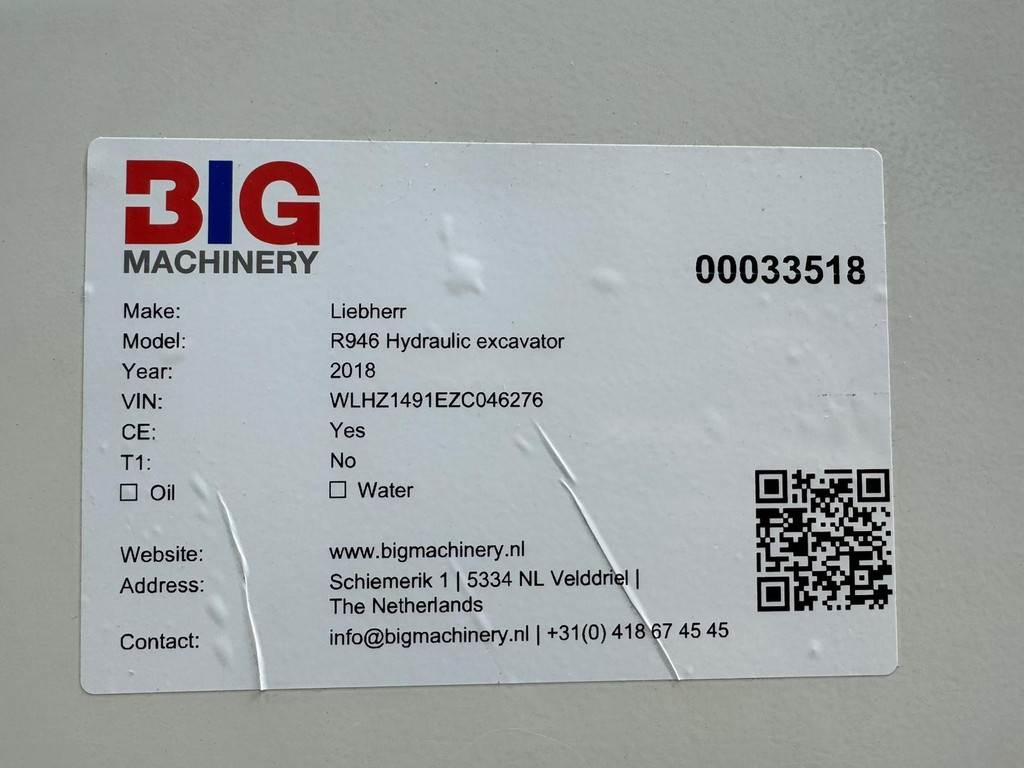 BIG
MACHINERY
00033518
Make: Liebherr
Model: R946 Hydraulic excavator
Year: 2018
VIN: WLHZ1491EZC046276
CE: Yes
T1: No
☐ Oil ☐ Water
Website: www.bigmachinery.nl
Address: Schiemerik 1 | 5334 NL Velddriel |
The Netherlands
Contact: info@bigmachinery.nl | +31(0) 418 67 45 45